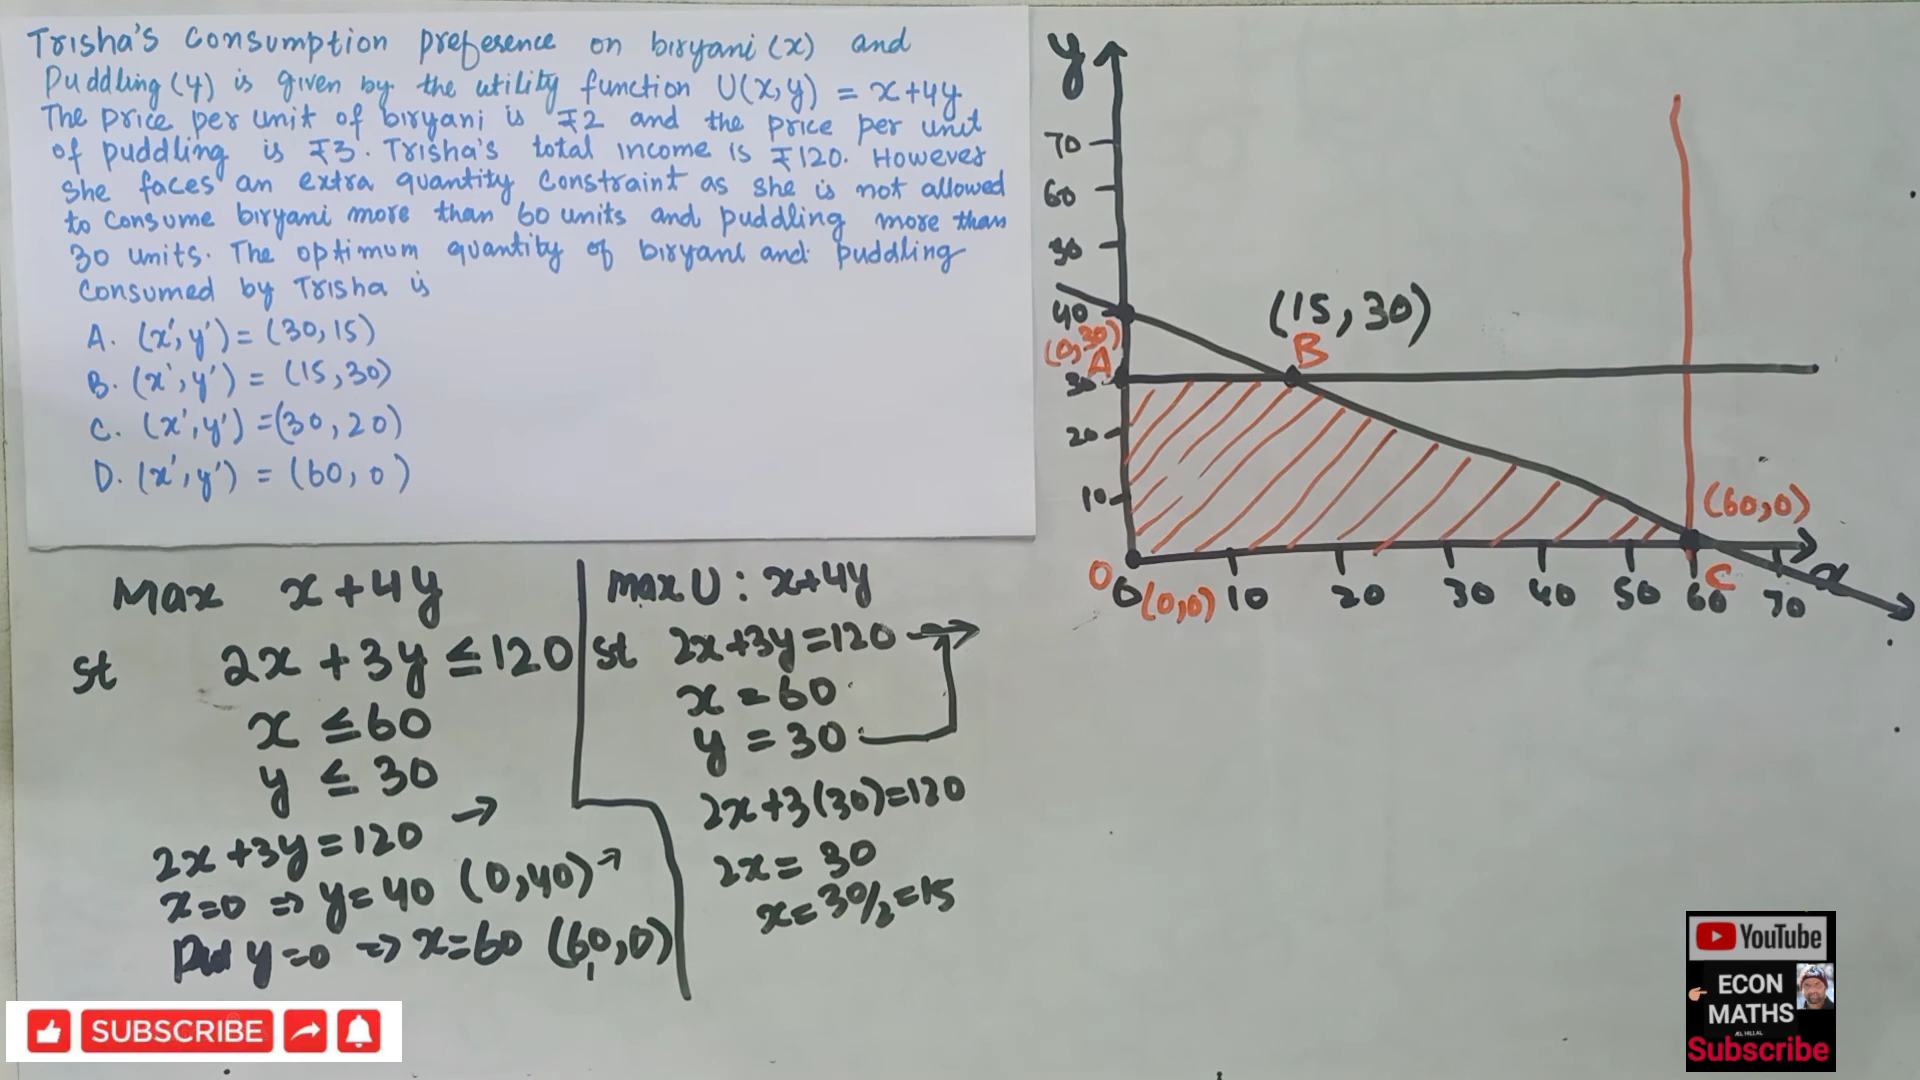 Trisha's Consumption preference on biryani (x) and
Puddling (y) is given by the utility function U(x,y) = x+4y
The price per unit of biryani is ₹2 and the price per unit
of puddling is ₹3. Trisha's total income is ₹120. However
She faces an extra quantity constraint as she is not allowed
to consume biryani more than 60 units and puddling more than
30 units. The optimum quantity of biryani and puddling
Consumed by Trisha is
A. (x', y') = (30, 15)
B. (x', y') = (15, 30)
C. (x', y') = (30, 20)
D. (x', y') = (60, 0)
Max x+4y
st 2x + 3y ≤ 120
x ≤ 60
y ≤ 30
2x + 3y = 120 →
x=0 ⇒ y=40 (0,40) →
Put y=0 ⇒ x=60 (60,0)
max U : x+4y
st 2x+3y=120 →
x = 60
y = 30
2x+3(30)=120
2x = 30
x = 30/2 = 15
y
70
60
30
40
(0,30)
A
30
20
10
(15,30)
B
(60,0)
C
O
0
(0,0)
10
20
30
40
50
60
70
x
SUBSCRIBE
YouTube
ECON
MATHS
AL HILLAL
Subscribe